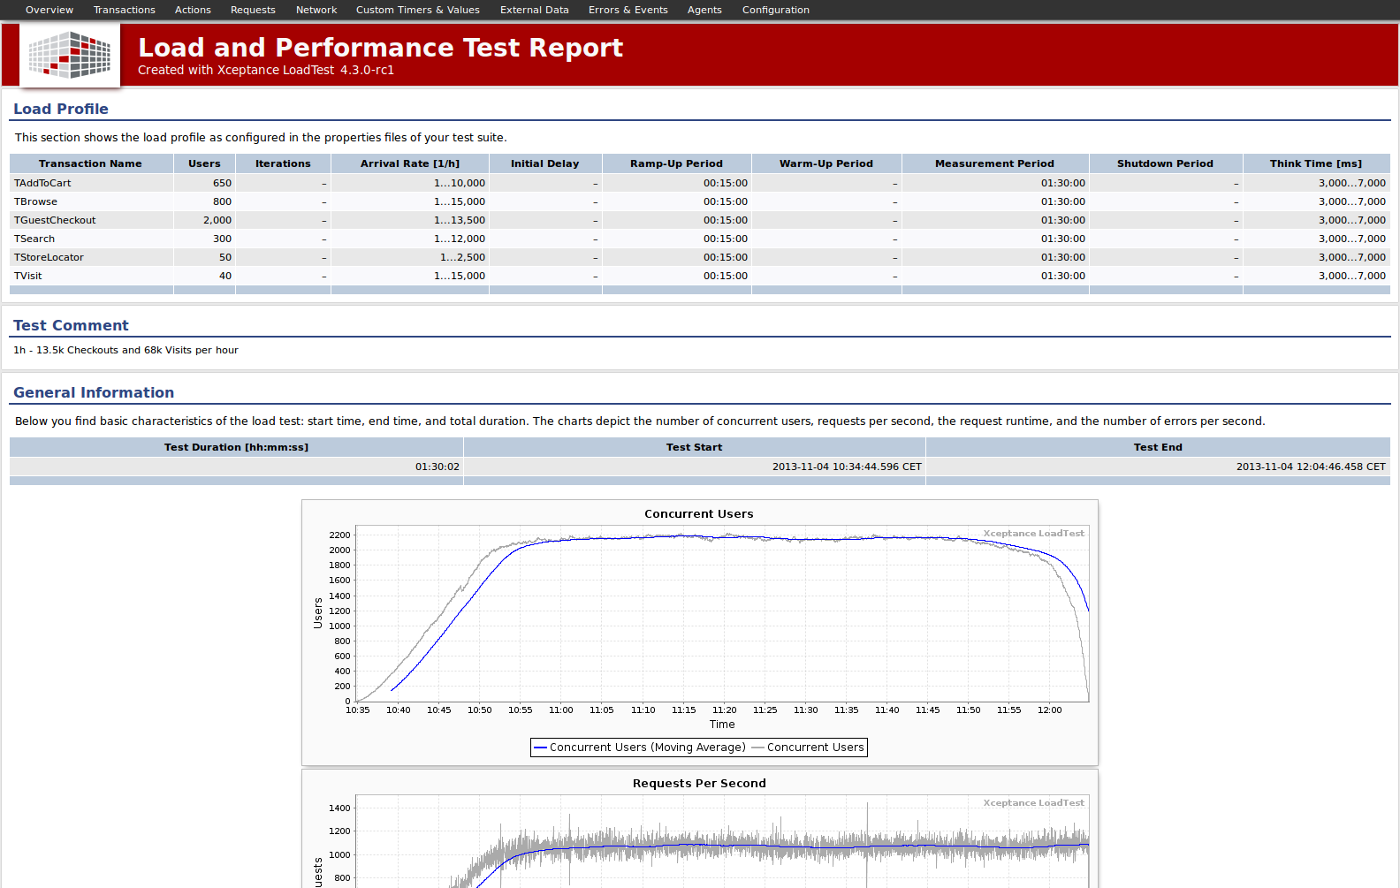 Overview Transactions Actions Requests Network Custom Timers & Values External Data Errors & Events Agents Configuration
Load and Performance Test Report
Created with Xceptance LoadTest 4.3.0-rc1
Load Profile
This section shows the load profile as configured in the properties files of your test suite.
Transaction Name Users Iterations Arrival Rate [1/h] Initial Delay Ramp-Up Period Warm-Up Period Measurement Period Shutdown Period Think Time [ms]
TAddToCart 650 – 1...10,000 – 00:15:00 – 01:30:00 – 3,000...7,000
TBrowse 800 – 1...15,000 – 00:15:00 – 01:30:00 – 3,000...7,000
TGuestCheckout 2,000 – 1...13,500 – 00:15:00 – 01:30:00 – 3,000...7,000
TSearch 300 – 1...12,000 – 00:15:00 – 01:30:00 – 3,000...7,000
TStoreLocator 50 – 1...2,500 – 00:15:00 – 01:30:00 – 3,000...7,000
TVisit 40 – 1...15,000 – 00:15:00 – 01:30:00 – 3,000...7,000
Test Comment
1h - 13.5k Checkouts and 68k Visits per hour
General Information
Below you find basic characteristics of the load test: start time, end time, and total duration. The charts depict the number of concurrent users, requests per second, the request runtime, and the number of errors per second.
Test Duration [hh:mm:ss] Test Start Test End
01:30:02 2013-11-04 10:34:44.596 CET 2013-11-04 12:04:46.458 CET
Concurrent Users
Xceptance LoadTest
2200
2000
1800
1600
1400
1200
1000
800
600
400
200
0
Users
10:35 10:40 10:45 10:50 10:55 11:00 11:05 11:10 11:15 11:20 11:25 11:30 11:35 11:40 11:45 11:50 11:55 12:00
Time
Concurrent Users (Moving Average) Concurrent Users
Requests Per Second
Xceptance LoadTest
1400
1200
1000
800